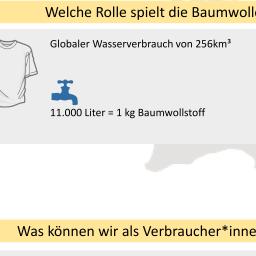 Welche Rolle spielt die Baumwoll
Globaler Wasserverbrauch von 256km³
11.000 Liter = 1 kg Baumwollstoff
Was können wir als Verbraucher*inne